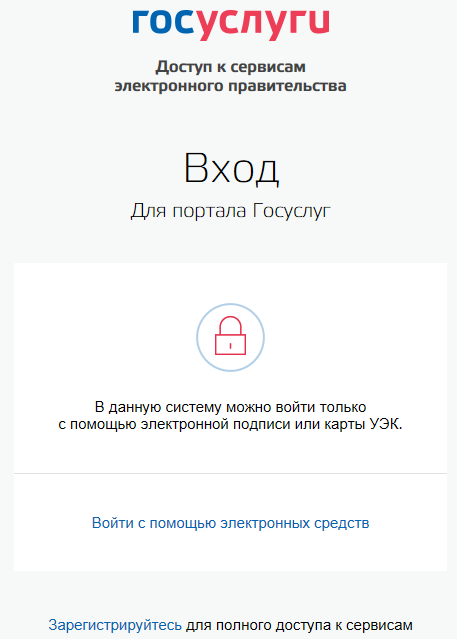 госуслуги
Доступ к сервисам
электронного правительства
Вход
Для портала Госуслуг
В данную систему можно войти только
с помощью электронной подписи или карты УЭК.
Войти с помощью электронных средств
Зарегистрируйтесь для полного доступа к сервисам